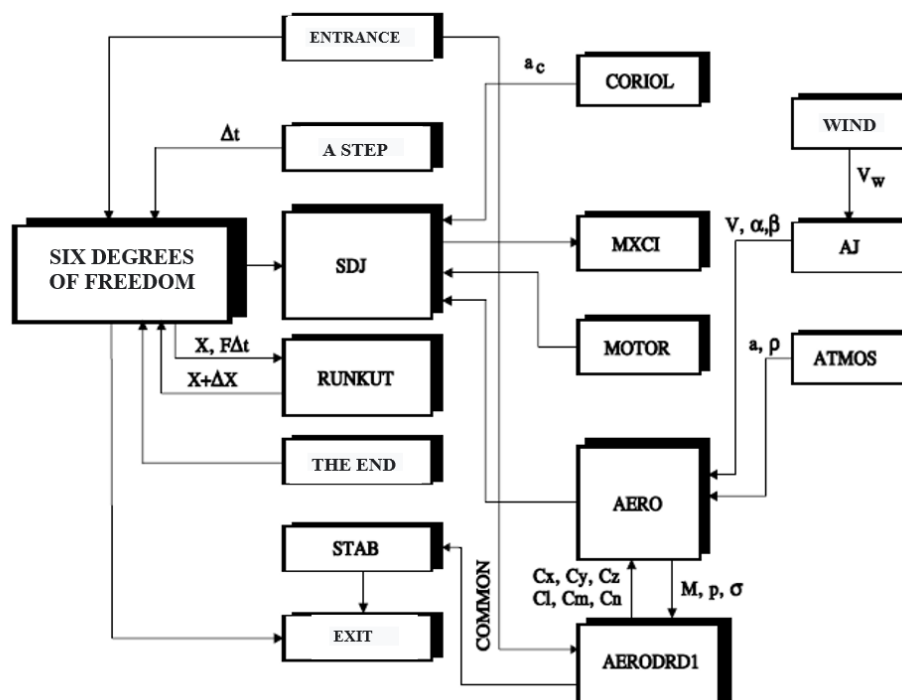 ENTRANCE
a c
CORIOL
WIND
Δt
A STEP
V w
V, α,β
SIX DEGREES
OF FREEDOM
SDJ
MXCI
AJ
X, FΔt
X+ΔX
RUNKUT
MOTOR
a, ρ
ATMOS
THE END
AERO
STAB
Cx, Cy, Cz
Cl, Cm, Cn
M, p, σ
COMMON
EXIT
AERODRD1